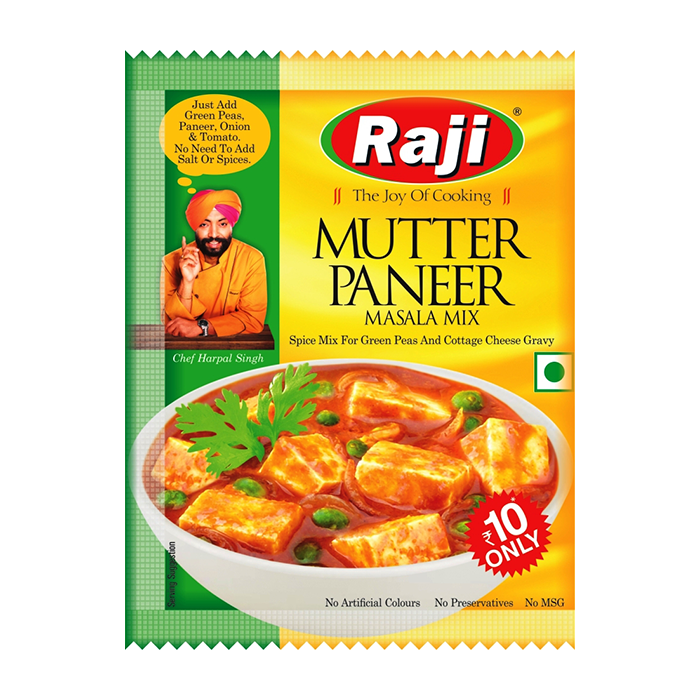 Just Add
Green Peas,
Paneer, Onion
& Tomato.
No Need To Add
Salt Or Spices.
Raji®
The Joy Of Cooking
MUTTER
PANEER
MASALA MIX
Spice Mix For Green Peas And Cottage Cheese Gravy
Chef Harpal Singh
₹10
ONLY
Serving Suggestion
No Artificial Colours No Preservatives No MSG